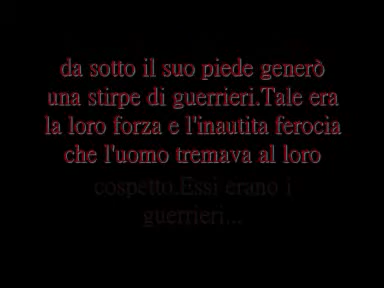 da sotto il suo piede generò
una stirpe di guerrieri.Tale era
la loro forza e l'inautita ferocia
che l'uomo tremava al loro
cospetto.Essi erano i
guerrieri...